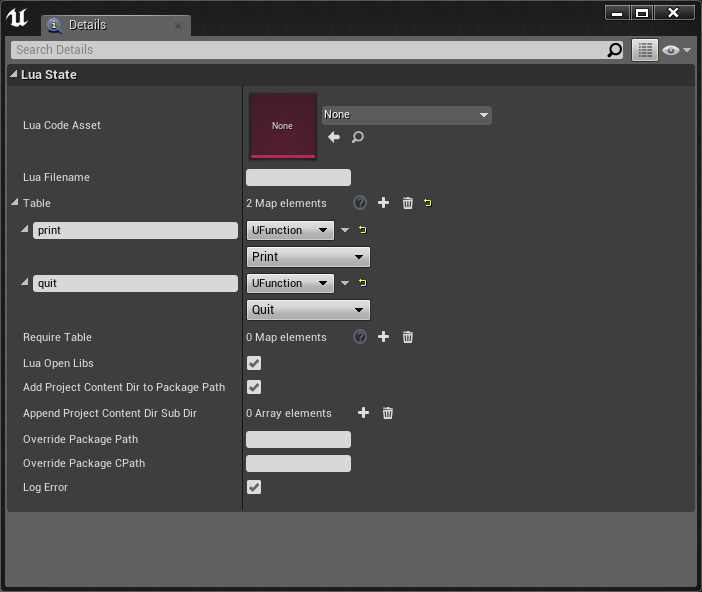 Details
Search Details
Lua State
Lua Code Asset
None
None
Lua Filename
Table
2 Map elements
print
UFunction
Print
quit
UFunction
Quit
Require Table
0 Map elements
Lua Open Libs
Add Project Content Dir to Package Path
Append Project Content Dir Sub Dir
0 Array elements
Override Package Path
Override Package CPath
Log Error